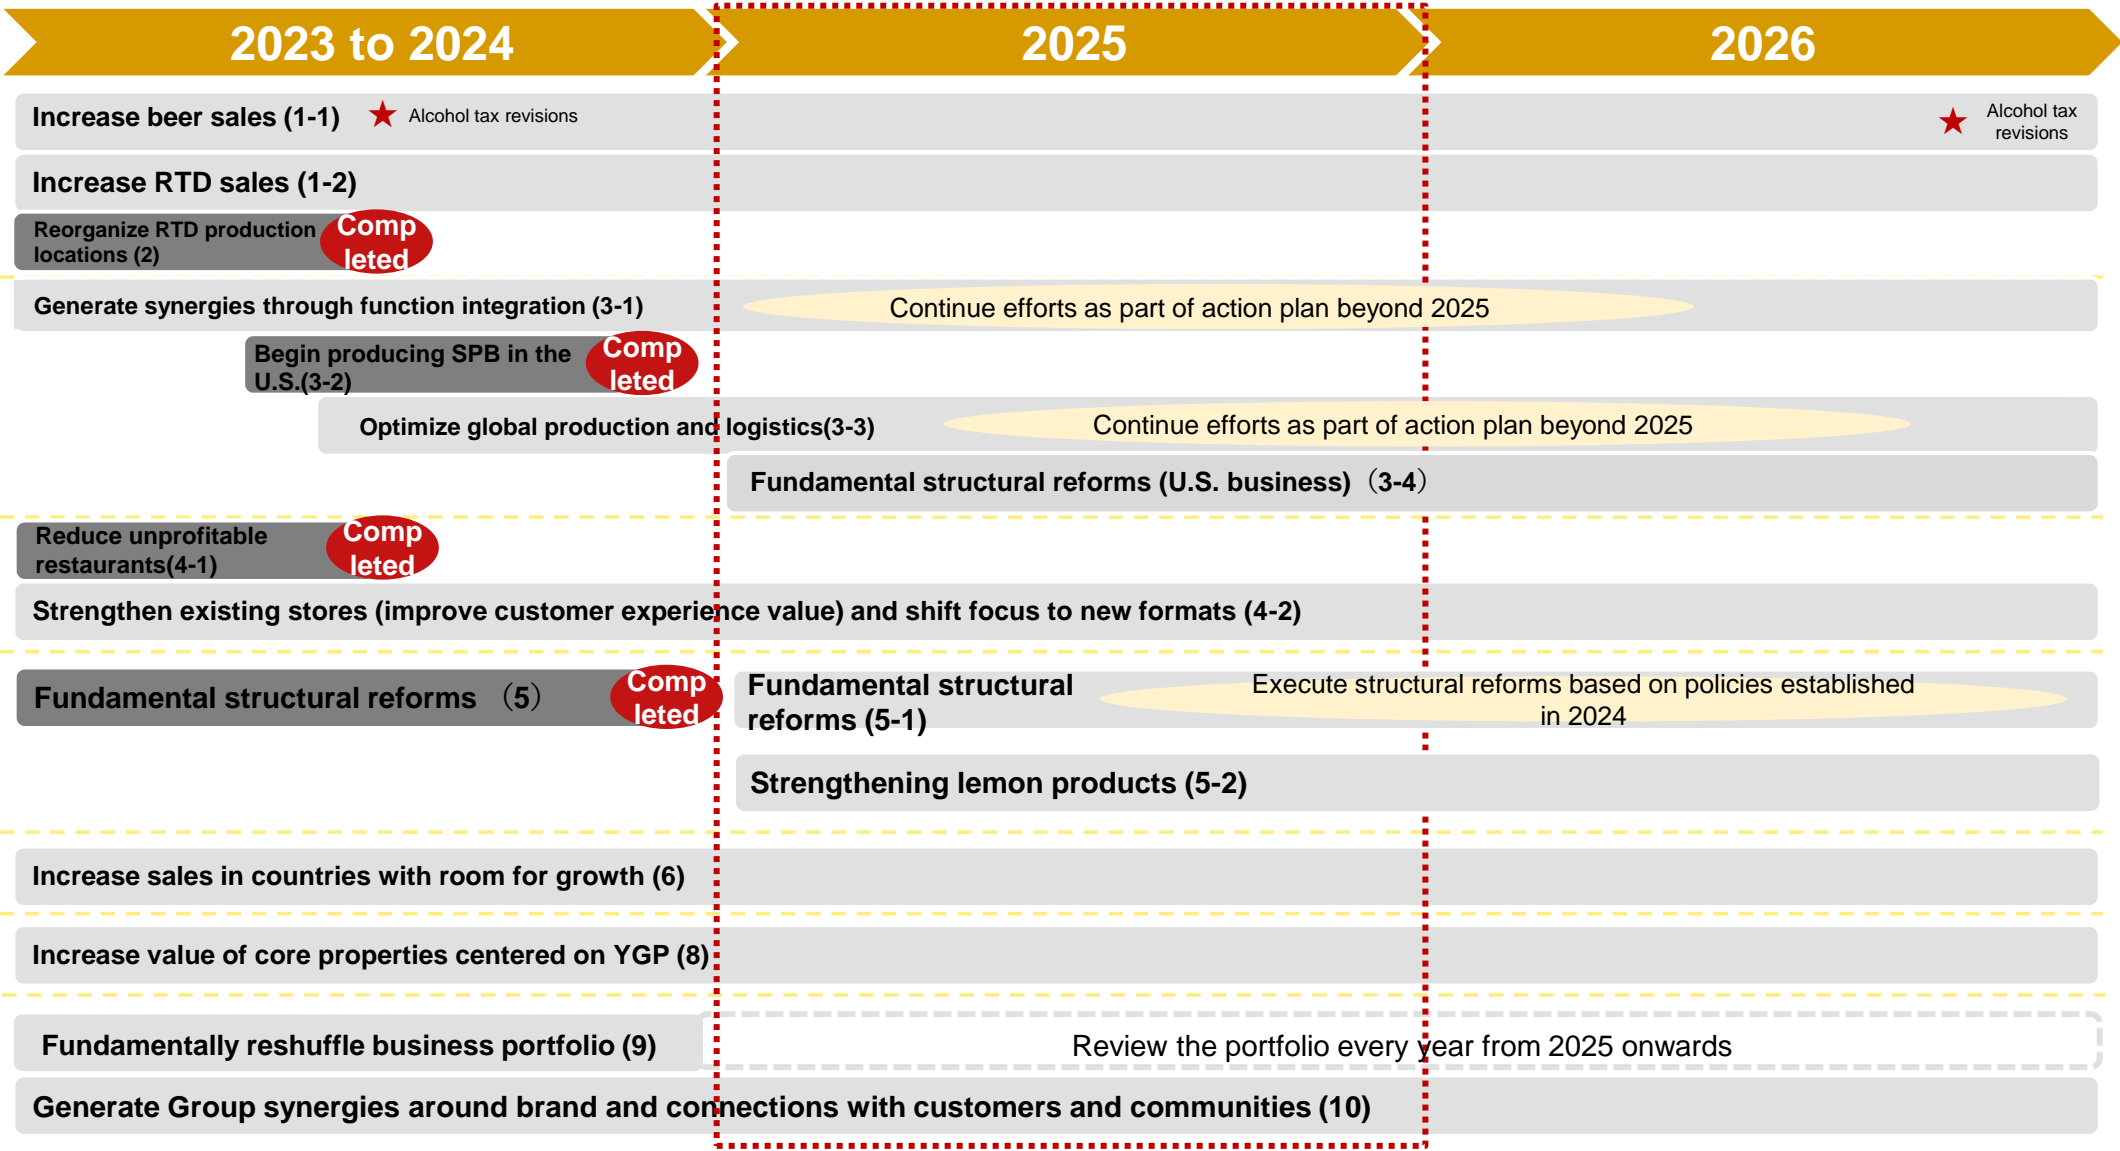 2023 to 2024
2025
2026
Increase beer sales (1-1)
★ Alcohol tax revisions
★ Alcohol tax
revisions
Increase RTD sales (1-2)
Reorganize RTD production
locations (2)
Comp
leted
Generate synergies through function integration (3-1)
Continue efforts as part of action plan beyond 2025
Begin producing SPB in the
U.S.(3-2)
Comp
leted
Optimize global production and logistics(3-3)
Continue efforts as part of action plan beyond 2025
Fundamental structural reforms (U.S. business)（3-4）
Reduce unprofitable
restaurants(4-1)
Comp
leted
Strengthen existing stores (improve customer experience value) and shift focus to new formats (4-2)
Fundamental structural reforms （5）
Comp
leted
Fundamental structural
reforms (5-1)
Execute structural reforms based on policies established
in 2024
Strengthening lemon products (5-2)
Increase sales in countries with room for growth (6)
Increase value of core properties centered on YGP (8)
Fundamentally reshuffle business portfolio (9)
Review the portfolio every year from 2025 onwards
Generate Group synergies around brand and connections with customers and communities (10)